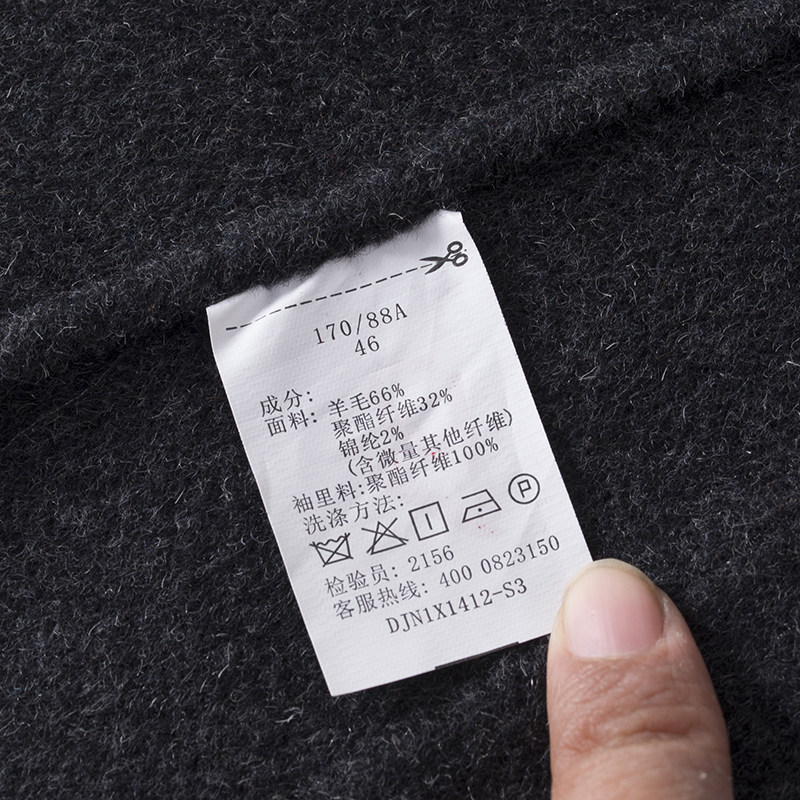 170/88A
46
成分:
面料: 羊毛66%
聚酯纤维32%
锦纶2%
(含微量其他纤维)
袖里料:聚酯纤维100%
洗涤方法:
P
检验员: 2156
客服热线: 400 0823150
DJN1X1412-S3